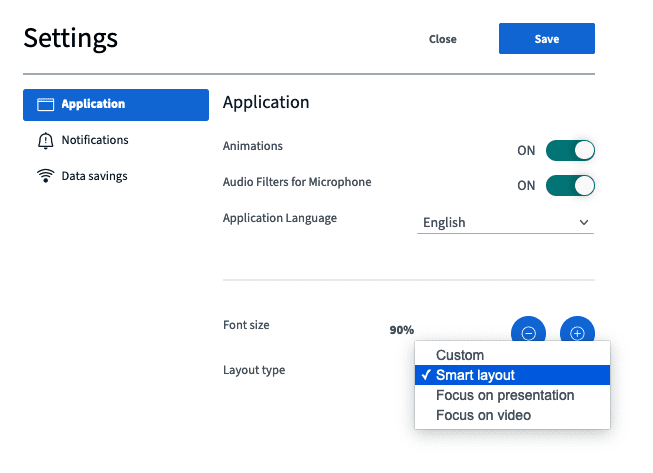 Settings
Close
Save
Application
Notifications
Data savings
Application
Animations
ON
Audio Filters for Microphone
ON
Application Language
English
Font size
90%
Layout type
Custom
✓ Smart layout
Focus on presentation
Focus on video